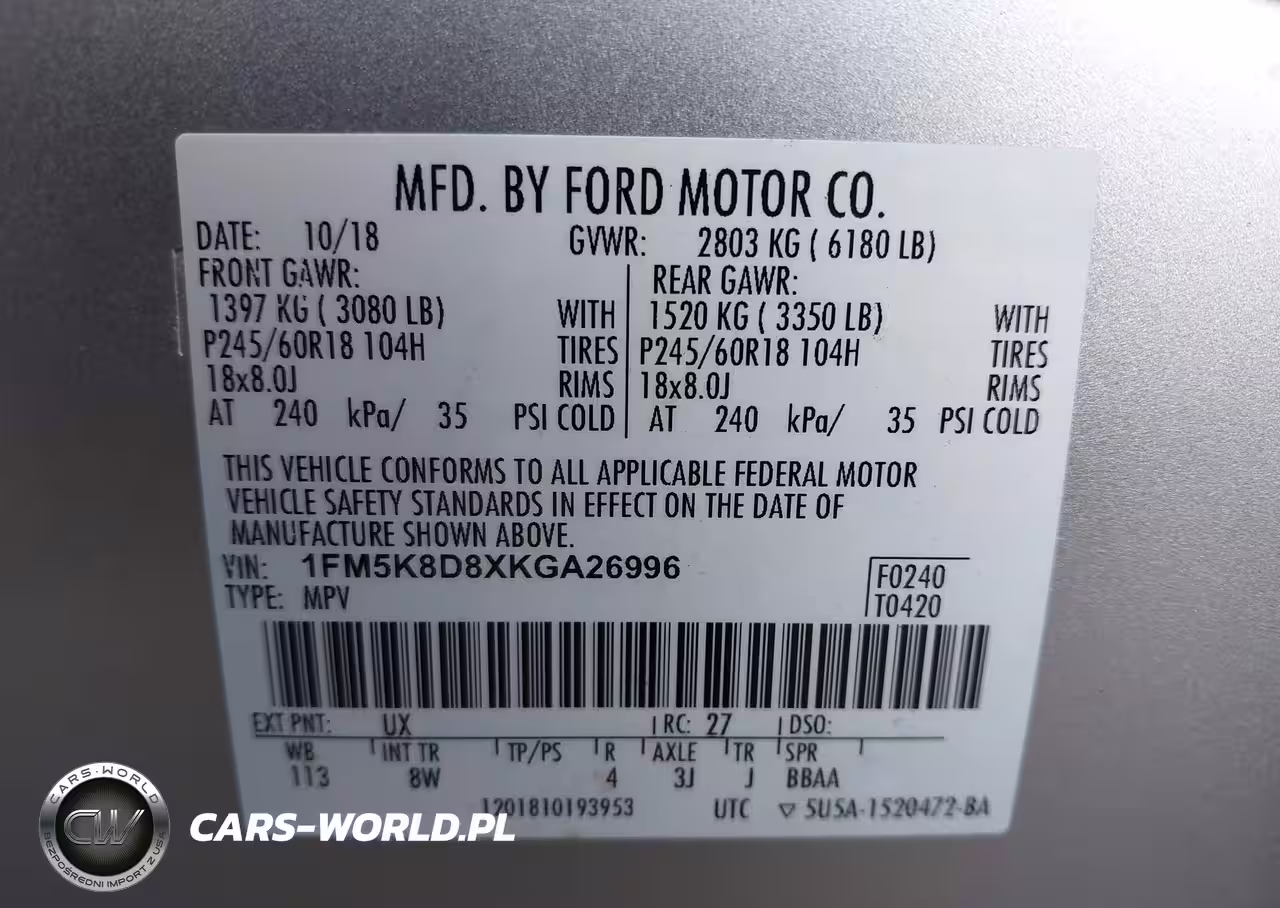 MFD. BY FORD MOTOR CO.
DATE: 10/18 GVWR: 2803 KG ( 6180 LB)
FRONT GAWR: REAR GAWR:
1397 KG ( 3080 LB) WITH 1520 KG ( 3350 LB) WITH
P245/60R18 104H TIRES P245/60R18 104H TIRES
18x8.0J RIMS 18x8.0J RIMS
AT 240 kPa/ 35 PSI COLD AT 240 kPa/ 35 PSI COLD
THIS VEHICLE CONFORMS TO ALL APPLICABLE FEDERAL MOTOR
VEHICLE SAFETY STANDARDS IN EFFECT ON THE DATE OF
MANUFACTURE SHOWN ABOVE.
VIN: 1FM5K8D8XKGA26996
TYPE: MPV
F0240
T0420
EXT PNT: UX RC: 27 DSO:
WB INT TR TP/PS R AXLE TR SPR
113 8W 4 3J J BBAA
1201810193953 UTC ▽ 5U5A-1520472-BA
CARS-WORLD
CW
BEZPOŚREDNI IMPORT Z USA
CARS-WORLD.PL